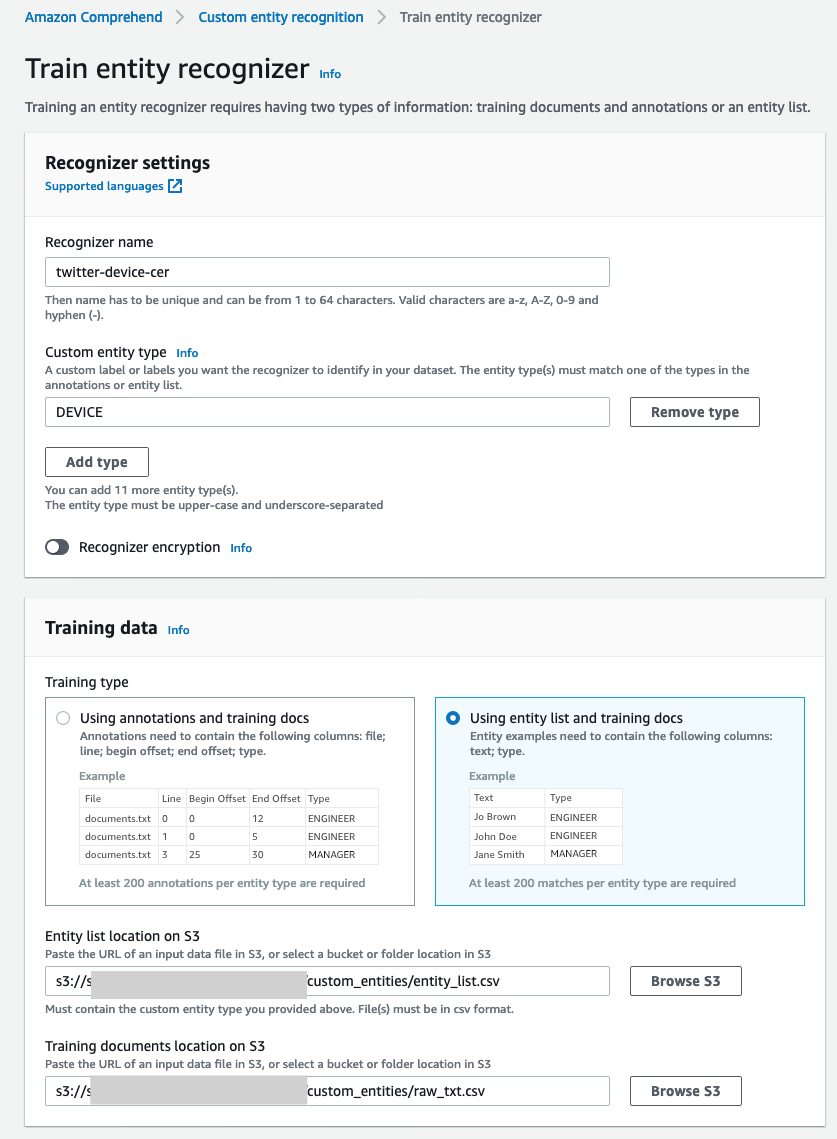 Amazon Comprehend > Custom entity recognition > Train entity recognizer
Train entity recognizer Info
Training an entity recognizer requires having two types of information: training documents and annotations or an entity list.
Recognizer settings
Supported languages
Recognizer name
twitter-device-cer
Then name has to be unique and can be from 1 to 64 characters. Valid characters are a-z, A-Z, 0-9 and
hyphen (-).
Custom entity type Info
A custom label or labels you want the recognizer to identify in your dataset. The entity type(s) must match one of the types in the
annotations or entity list.
DEVICE Remove type
Add type
You can add 11 more entity type(s).
The entity type must be upper-case and underscore-separated
Recognizer encryption Info
Training data Info
Training type
Using annotations and training docs
Annotations need to contain the following columns: file;
line; begin offset; end offset; type.
Example
File Line Begin Offset End Offset Type
documents.txt 0 0 12 ENGINEER
documents.txt 1 0 5 ENGINEER
documents.txt 3 25 30 MANAGER
At least 200 annotations per entity type are required
Using entity list and training docs
Entity examples need to contain the following columns:
text; type.
Example
Text Type
Jo Brown ENGINEER
John Doe ENGINEER
Jane Smith MANAGER
At least 200 matches per entity type are required
Entity list location on S3
Paste the URL of an input data file in S3, or select a bucket or folder location in S3
s3://s /custom_entities/entity_list.csv Browse S3
Must contain the custom entity type you provided above. File(s) must be in csv format.
Training documents location on S3
Paste the URL of an input data file in S3, or select a bucket or folder location in S3
s3://s custom_entities/raw_txt.csv Browse S3